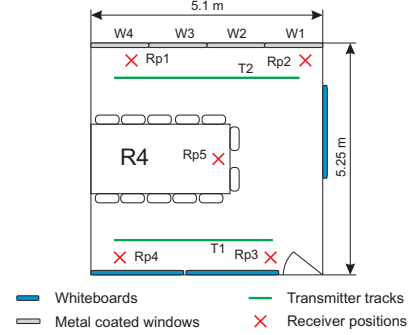 5.1 m
W4 W3 W2 W1
Rp1 Rp2
T2
R4 Rp5
5.25 m
T1
Rp4 Rp3
Whiteboards Transmitter tracks
Metal coated windows Receiver positions